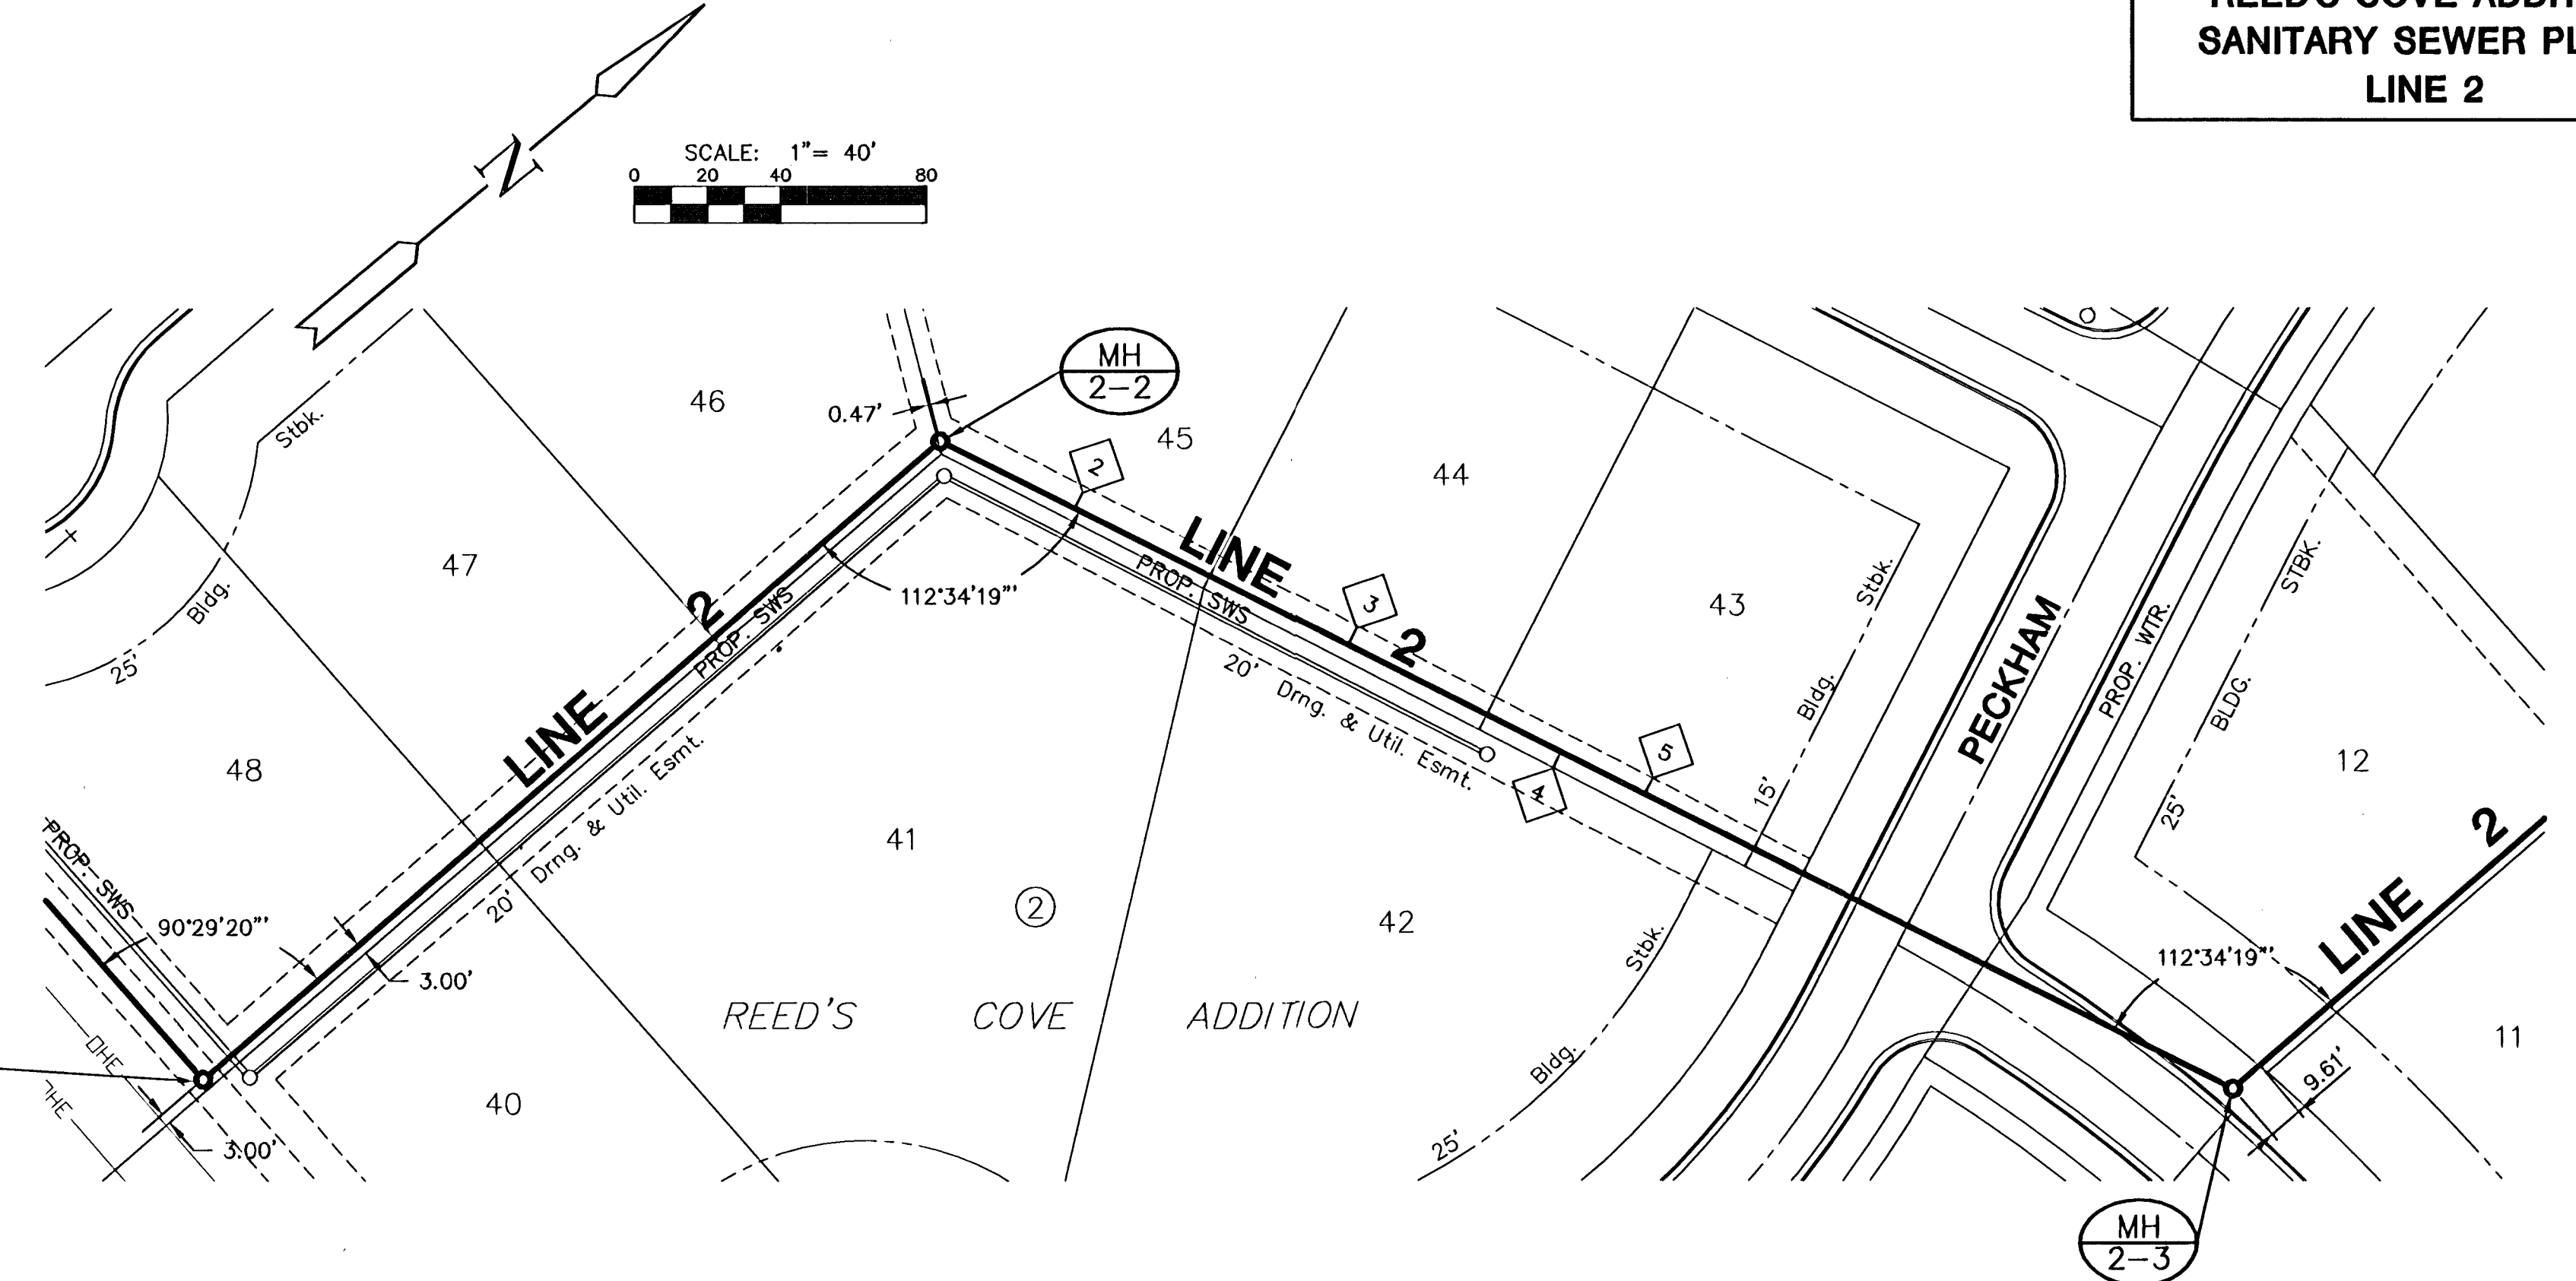 SANITARY SEWER
LINE 2
N
SCALE: 1"= 40'
0 20 40 80
MH
2-2
46
0.47'
45
Stbk.
2
44
47
LINE
PROP. SWS
112°34'19"'
3
43
Stbk.
2
2
PROP. SWS
Bldg.
25'
20' Drng. & Util. Esmt.
Bldg.
15'
PECKHAM
PROP. WTR.
STBK.
BLDG.
25'
12
LINE
48
20' Drng. & Util. Esmt.
5
4
41
2
42
2
LINE
PROP. SWS
90°29'20"'
3.00'
Stbk.
112°34'19"'
REED'S COVE ADDITION
11
OHE
Bldg.
9.61'
40
3.00'
25'
MH
2-3